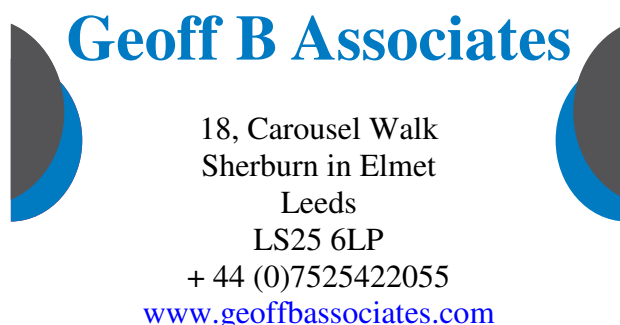 Geoff B Associates
18, Carousel Walk
Sherburn in Elmet
Leeds
LS25 6LP
+ 44 (0)7525422055
www.geoffbassociates.com